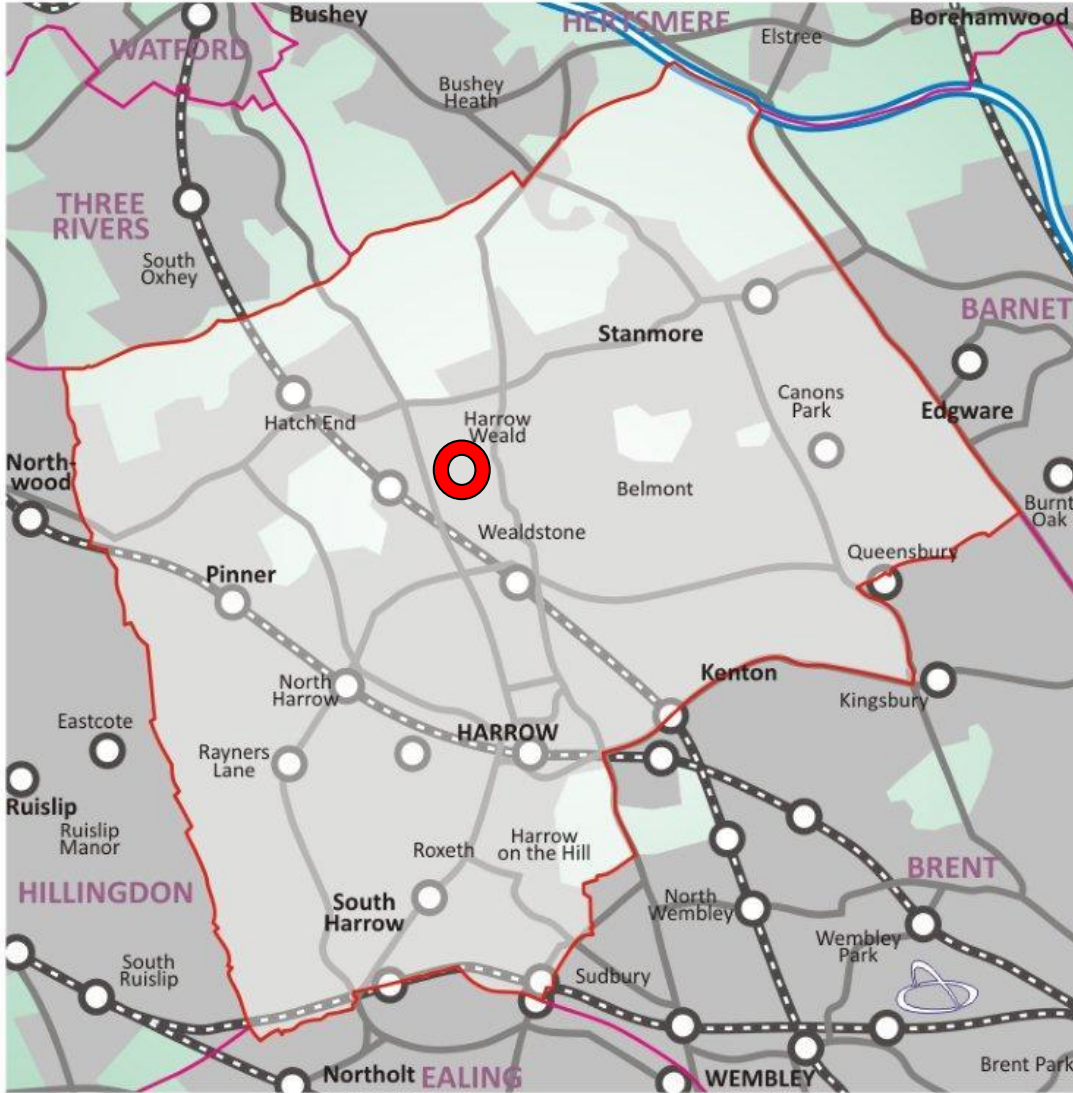 Bushey
HERTSMERE
Borehamwood
WATFORD
Elstree
Bushey
Heath
THREE
RIVERS
South
Oxhey
BARNET
Stanmore
Canons
Park
Edgware
Hatch End
Harrow
Weald
North-
wood
Belmont
Burnt
Oak
Wealdstone
Queensbury
Pinner
Kenton
North
Harrow
Kingsbury
Eastcote
HARROW
Rayners
Lane
Ruislip
Ruislip
Manor
Roxeth
Harrow
on the Hill
BRENT
HILLINGDON
South
Harrow
North
Wembley
Wembley
Park
South
Ruislip
Sudbury
Brent Park
Northolt
EALING
WEMBLEY